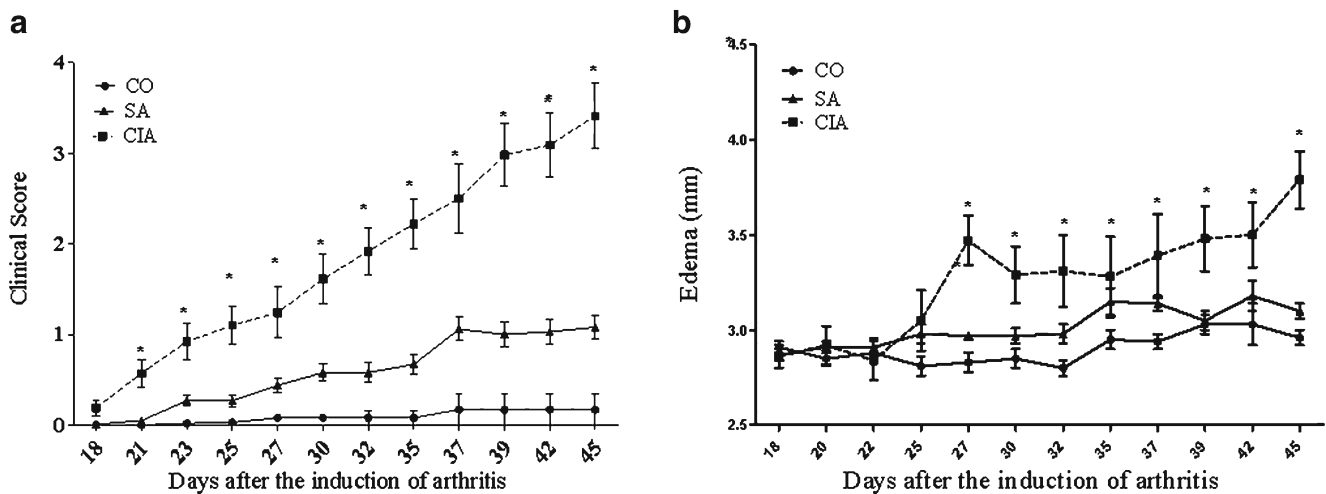 a
4
3
2
1
0
Clinical Score
CO
SA
CIA
* * * * * * * * * * *
18 21 23 25 27 30 32 35 37 39 42 45
Days after the induction of arthritis
b
*
4.5
4.0
3.5
3.0
2.5
Edema (mm)
CO
SA
CIA
* * * * * * * *
18 20 22 25 27 30 32 35 37 39 42 45
Days after the induction of arthritis